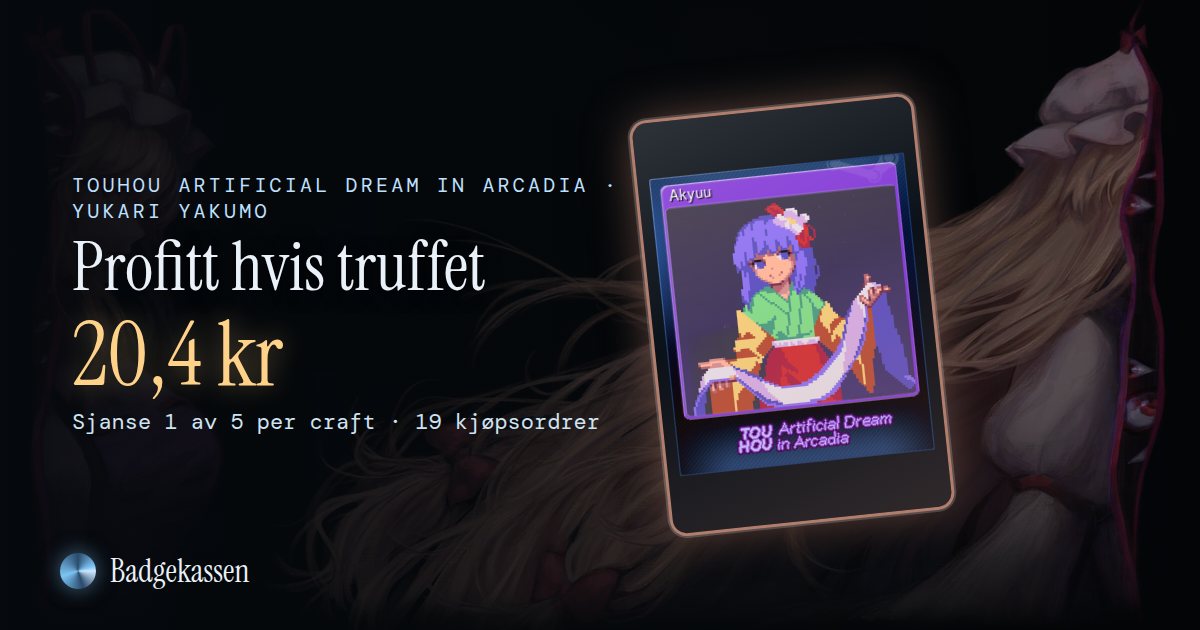 TOUHOU ARTIFICIAL DREAM IN ARCADIA ·
YUKARI YAKUMO
Profitt hvis truffet
20,4 kr
Sjanse 1 av 5 per craft · 19 kjøpsordrer
Akyuu
TOU
HOU
Artificial Dream
in Arcadia
Badgekassen